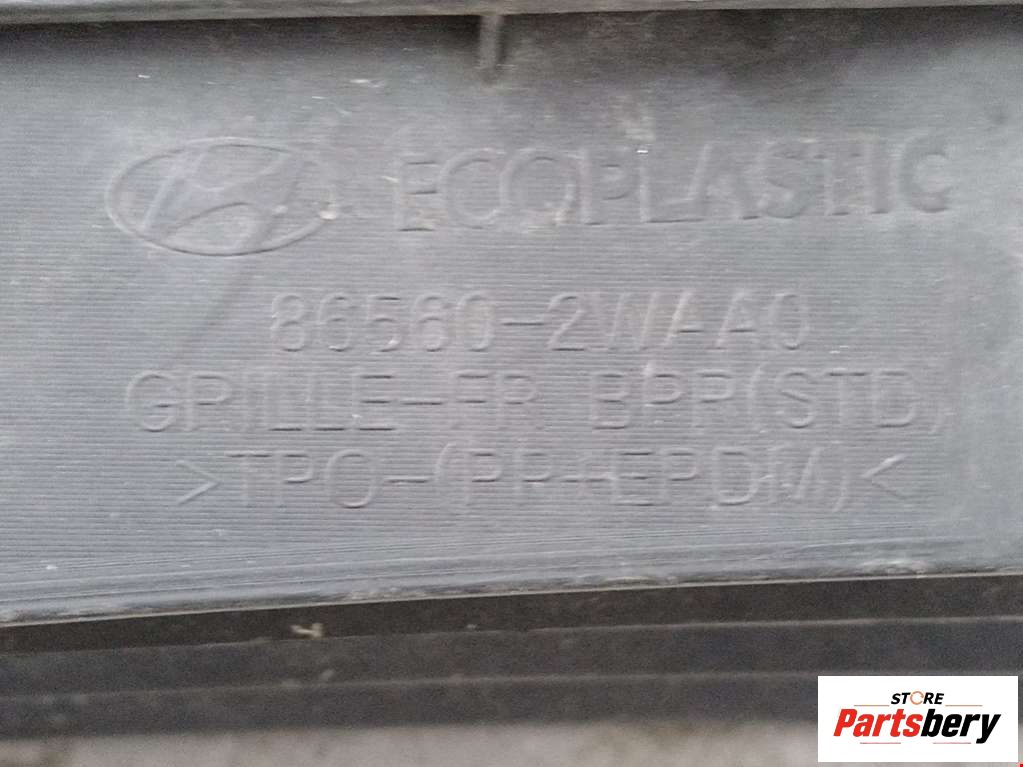 ECOPLASTIC
86560-2WAA0
GRILLE-FR BPR(STD)
>TPO-(PP+EPDM)<
STORE
Partsbery